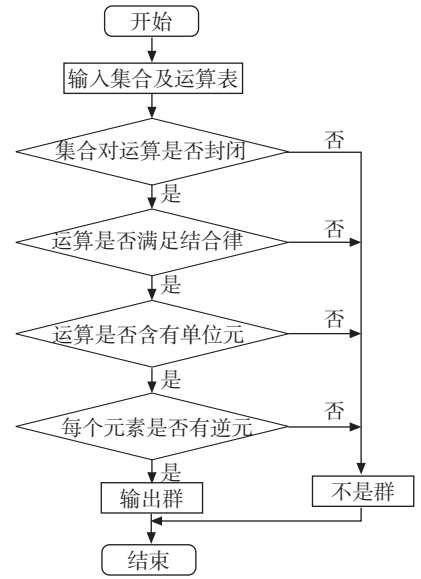 开始
输入集合及运算表
集合对运算是否封闭
否
是
运算是否满足结合律
否
是
运算是否含有单位元
否
是
每个元素是否有逆元
否
是
输出群
不是群
结束